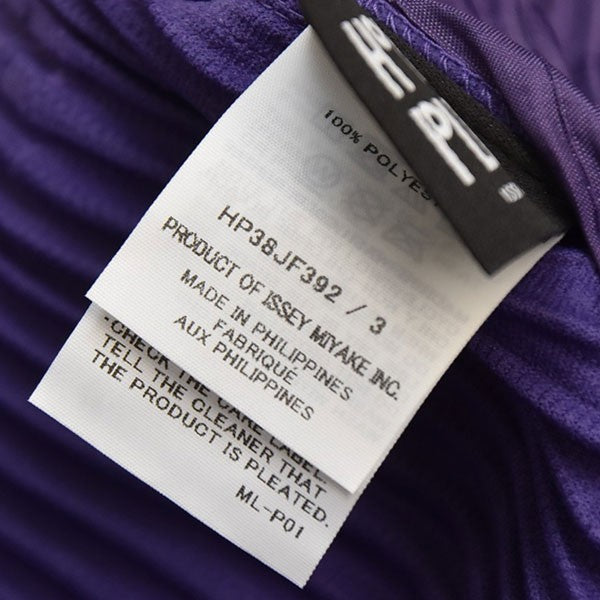 100% POLYES
HP38JF392 / 3
PRODUCT OF ISSEY MIYAKE INC.
MADE IN PHILIPPINES
FABRIQUE
AUX PHILIPPINES
CHECK THE CARE LABEL.
TELL THE CLEANER THAT
THE PRODUCT IS PLEATED.
ML-P01